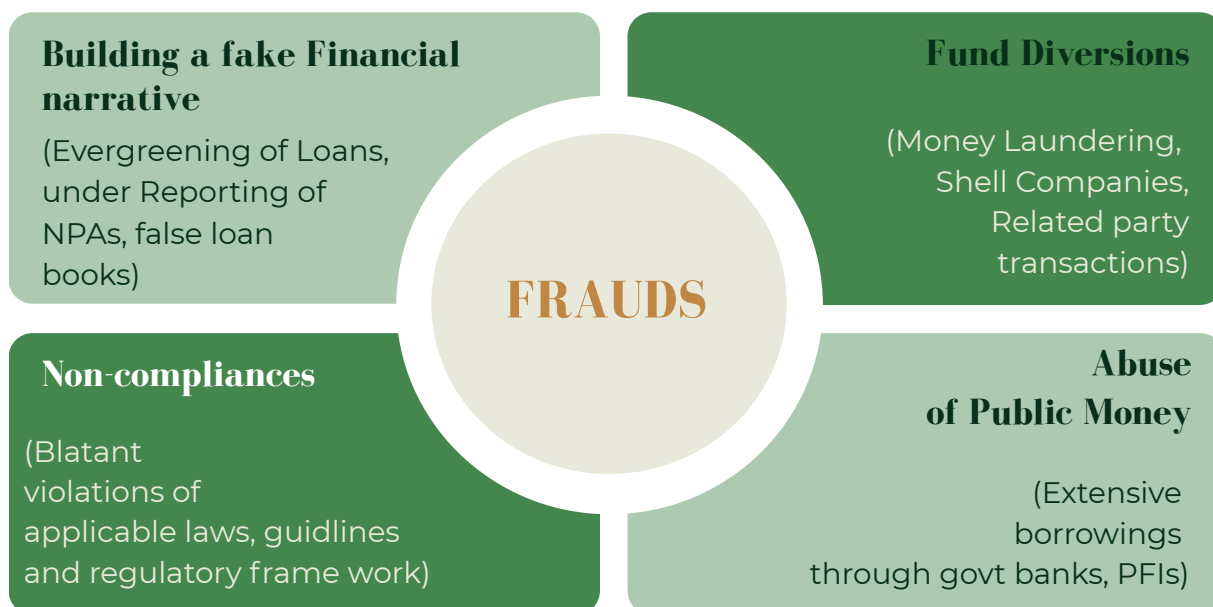 Building a fake Financial
narrative
(Evergreening of Loans,
under Reporting of
NPAs, false loan
books)
Fund Diversions
(Money Laundering,
Shell Companies,
Related party
transactions)
FRAUDS
Non-compliances
(Blatant
violations of
applicable laws, guidlines
and regulatory frame work)
Abuse
of Public Money
(Extensive
borrowings
through govt banks, PFIs)